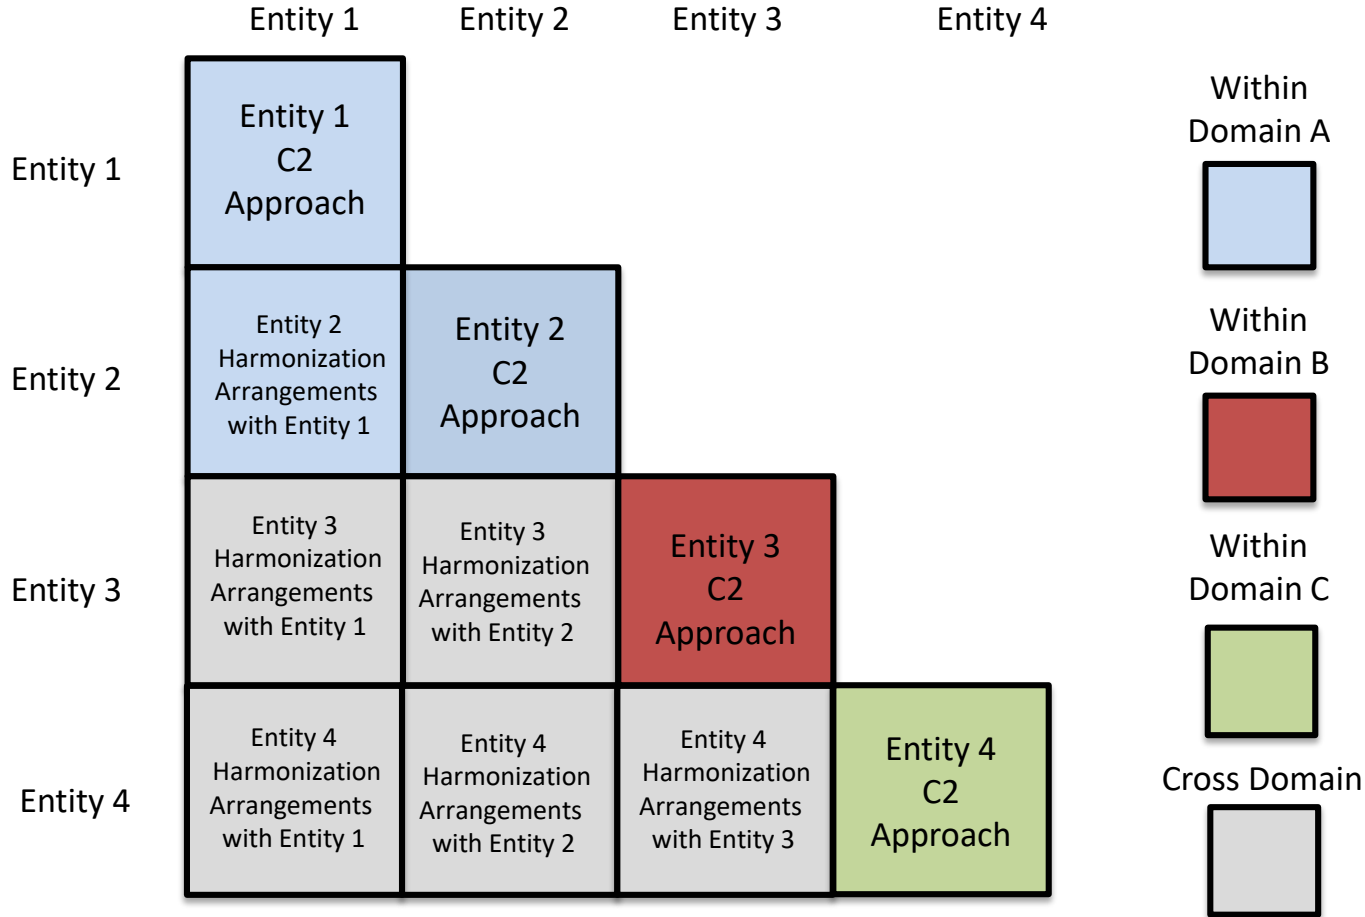 Entity 1
Entity 2
Entity 3
Entity 4
Entity 1
Entity 1
C2
Approach
Entity 2
Entity 2
Harmonization
Arrangements
with Entity 1
Entity 2
C2
Approach
Entity 3
Entity 3
Harmonization
Arrangements
with Entity 1
Entity 3
Harmonization
Arrangements
with Entity 2
Entity 3
C2
Approach
Entity 4
Entity 4
Harmonization
Arrangements
with Entity 1
Entity 4
Harmonization
Arrangements
with Entity 2
Entity 4
Harmonization
Arrangements
with Entity 3
Entity 4
C2
Approach
Within
Domain A
Within
Domain B
Within
Domain C
Cross Domain